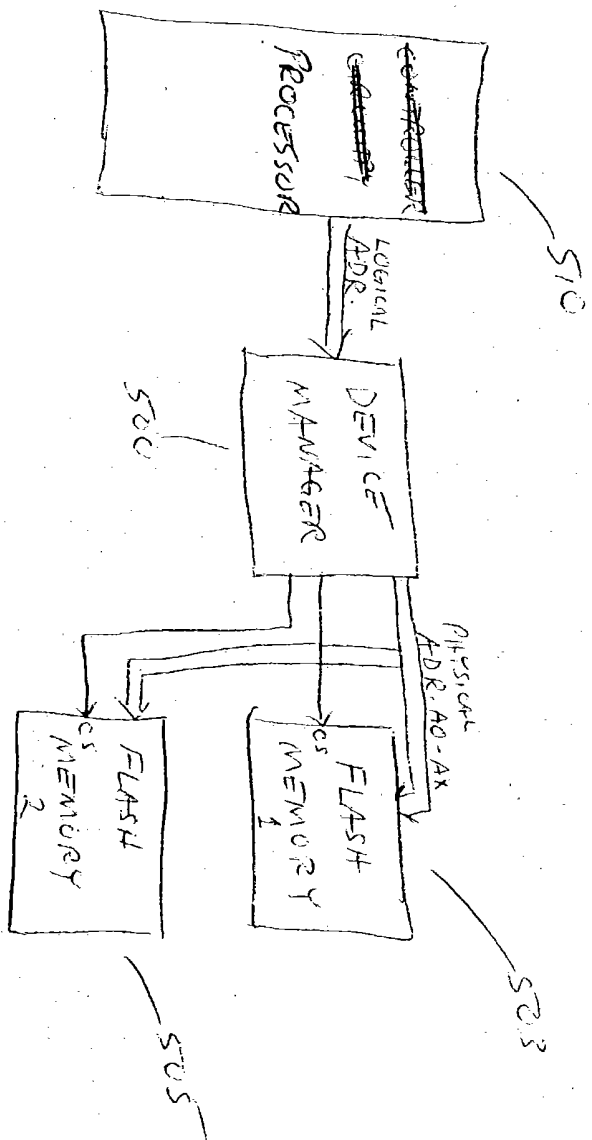 510
CONTROLLER
PROCESSOR
LOGICAL
ADR.
500
DEVICE
MANAGER
PHYSICAL
ADR. A0-AX
503
CS
FLASH
MEMORY
1
505
CS
FLASH
MEMORY
2